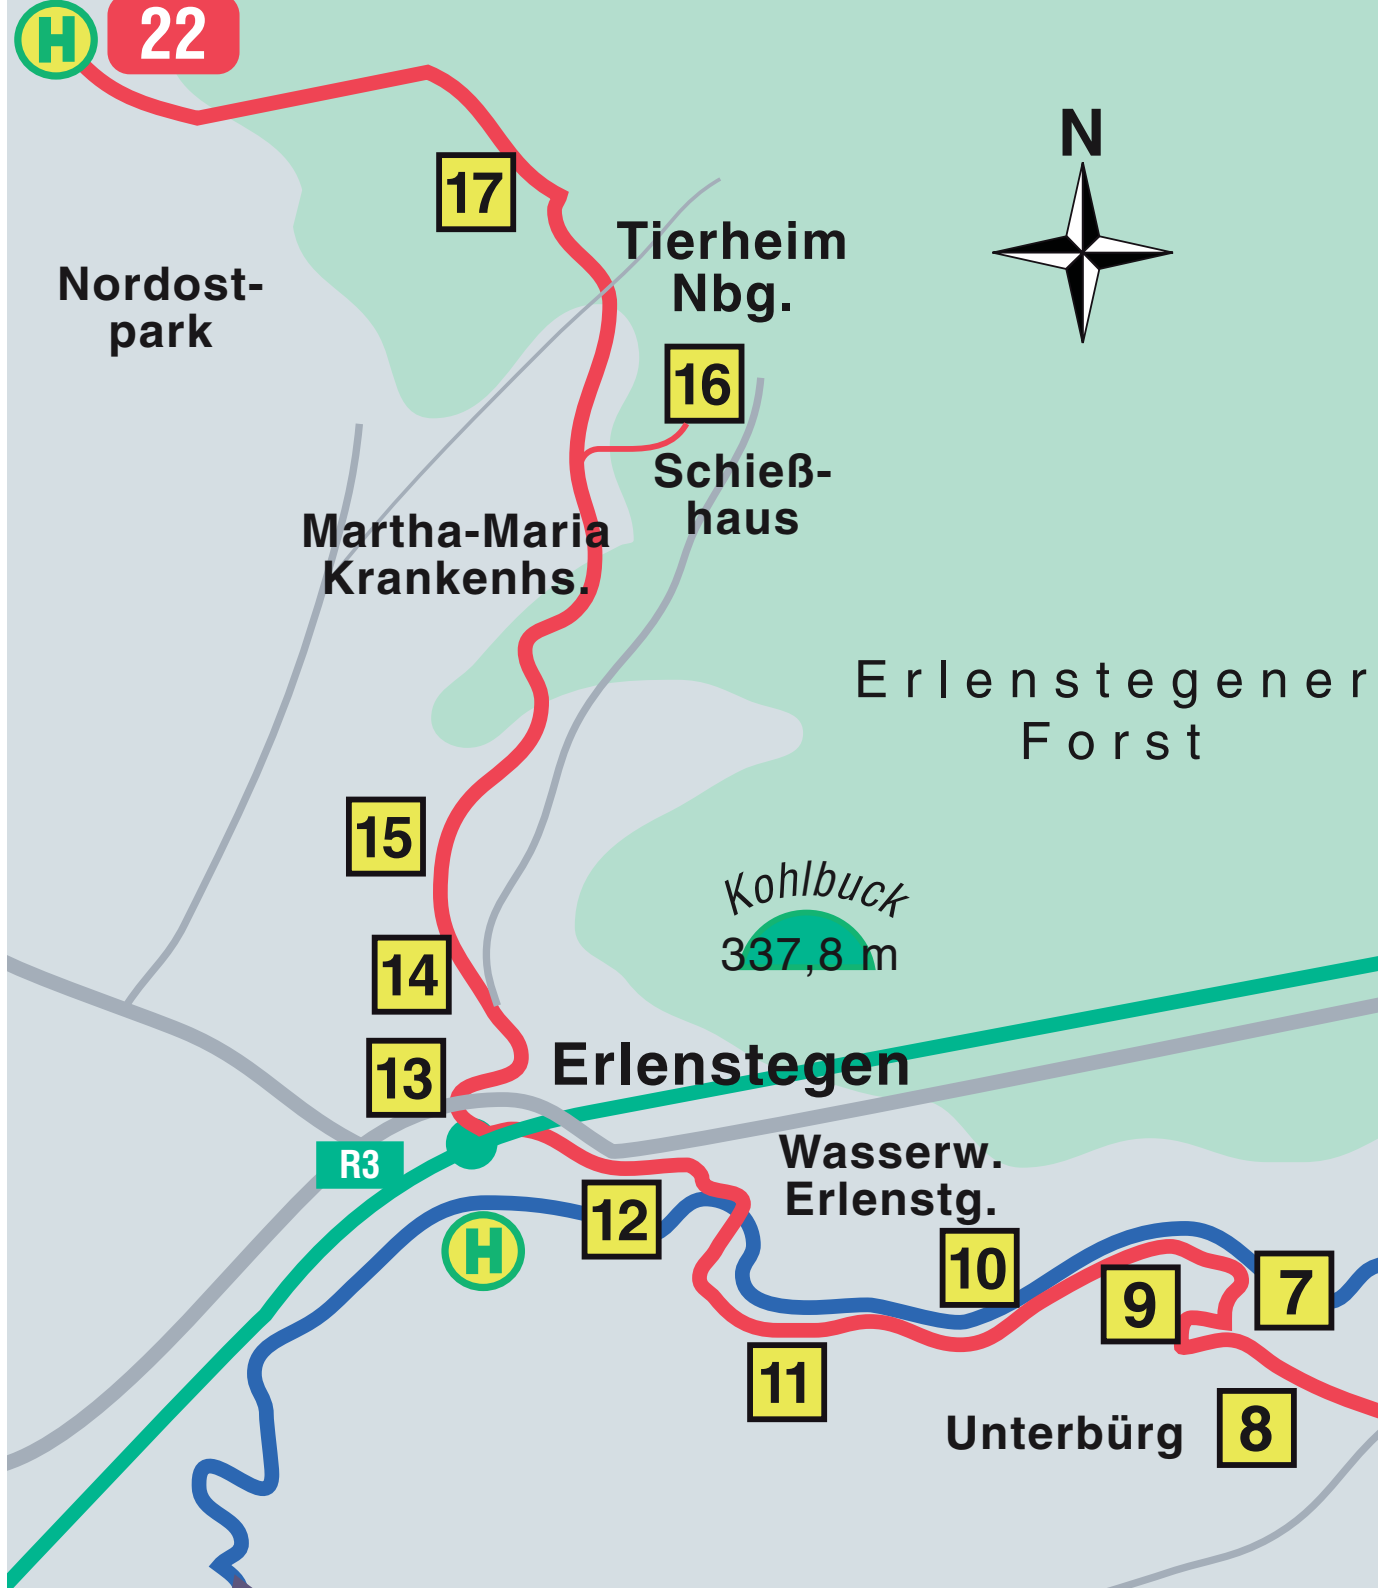 H
22
N
17
Tierheim
Nbg.
Nordost-
park
16
Schieß-
haus
Martha-Maria
Krankenhs.
Erlenstegener
Forst
15
Kohlbuck
337,8 m
14
13
Erlenstegen
R3
Wasserw.
Erlenstg.
12
H
10
7
9
11
8
Unterbürg